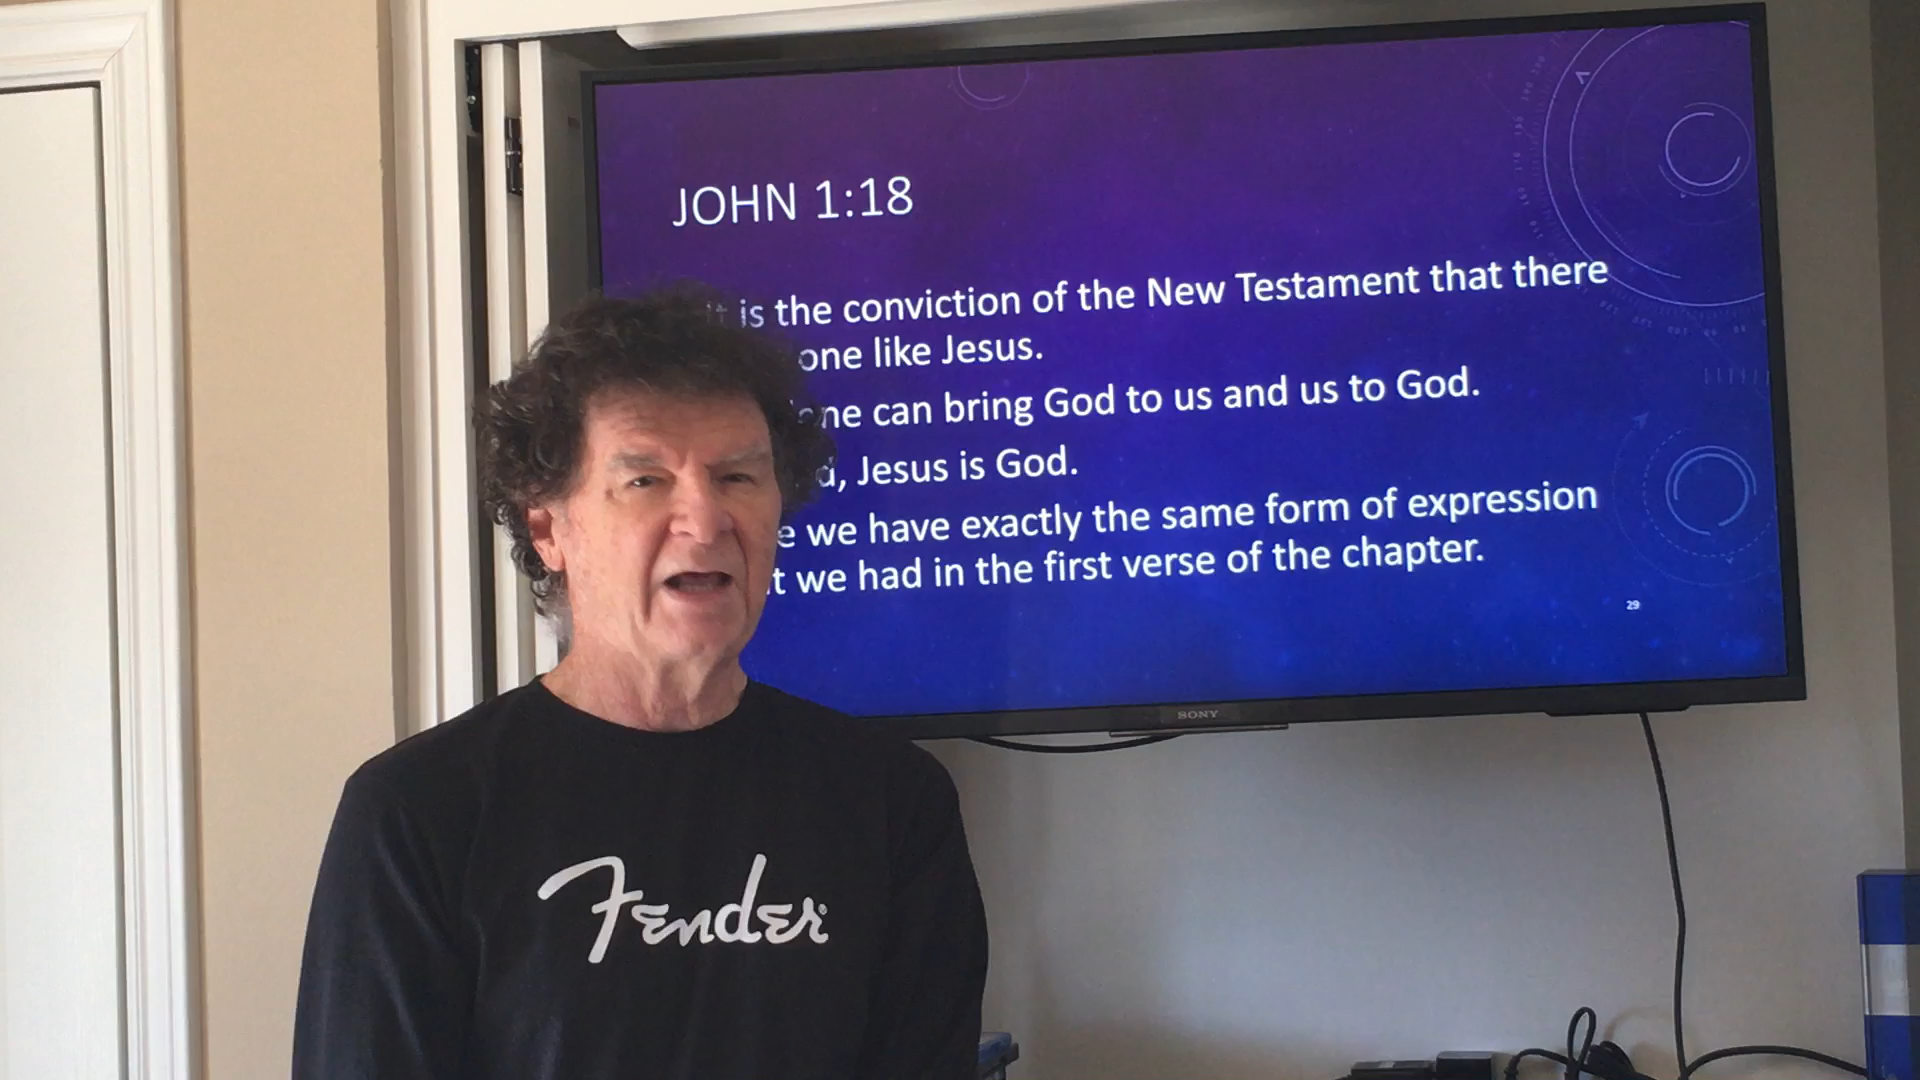 JOHN 1:18
is the conviction of the New Testament that there
one like Jesus.
can bring God to us and us to God.
Jesus is God.
we have exactly the same form of expression
we had in the first verse of the chapter.
29
SONY
Fender